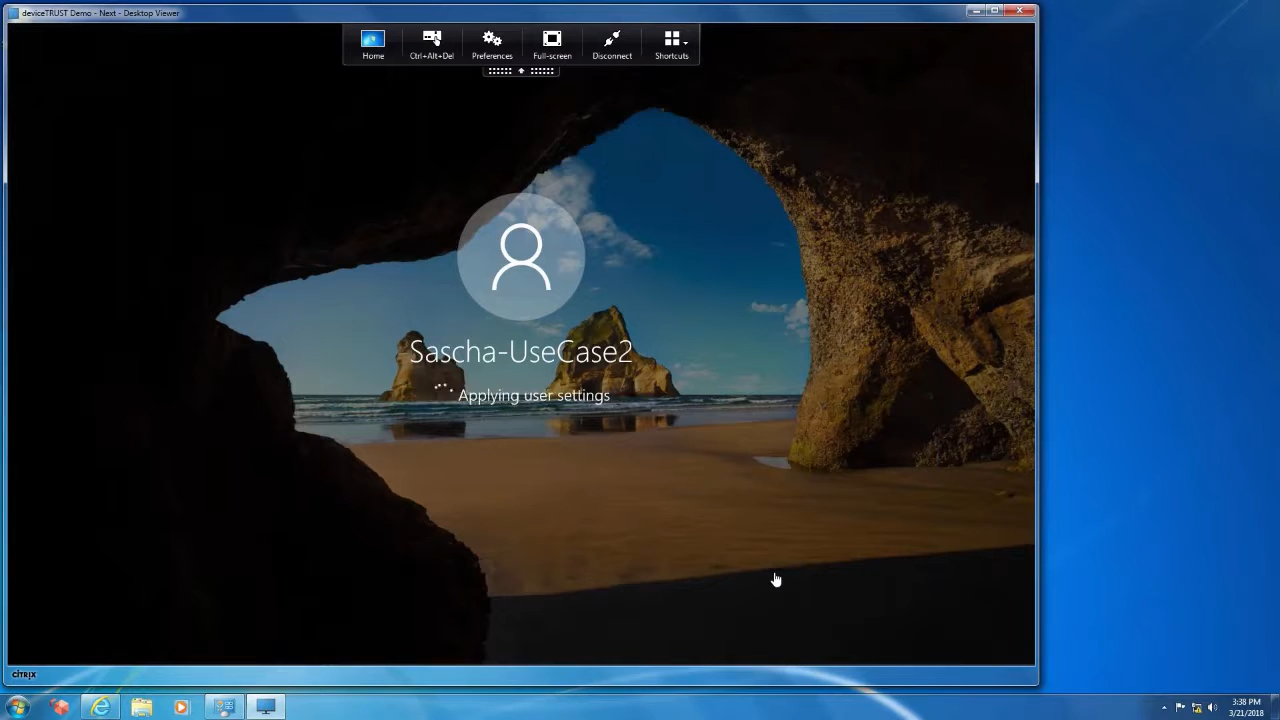 deviceTRUST Demo - Next - Desktop Viewer
Home
Ctrl+Alt+Del
Preferences
Full-screen
Disconnect
Shortcuts
Sascha-UseCase2
Applying user settings
CITRIX
3:38 PM
3/21/2018